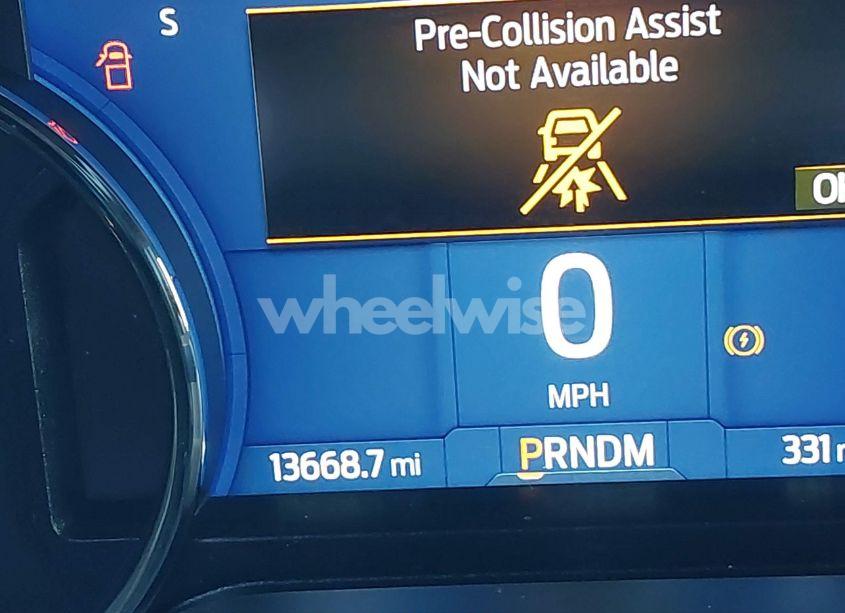 S
Pre-Collision Assist
Not Available
0
wheelwise
MPH
13668.7 mi
PRNDM
331